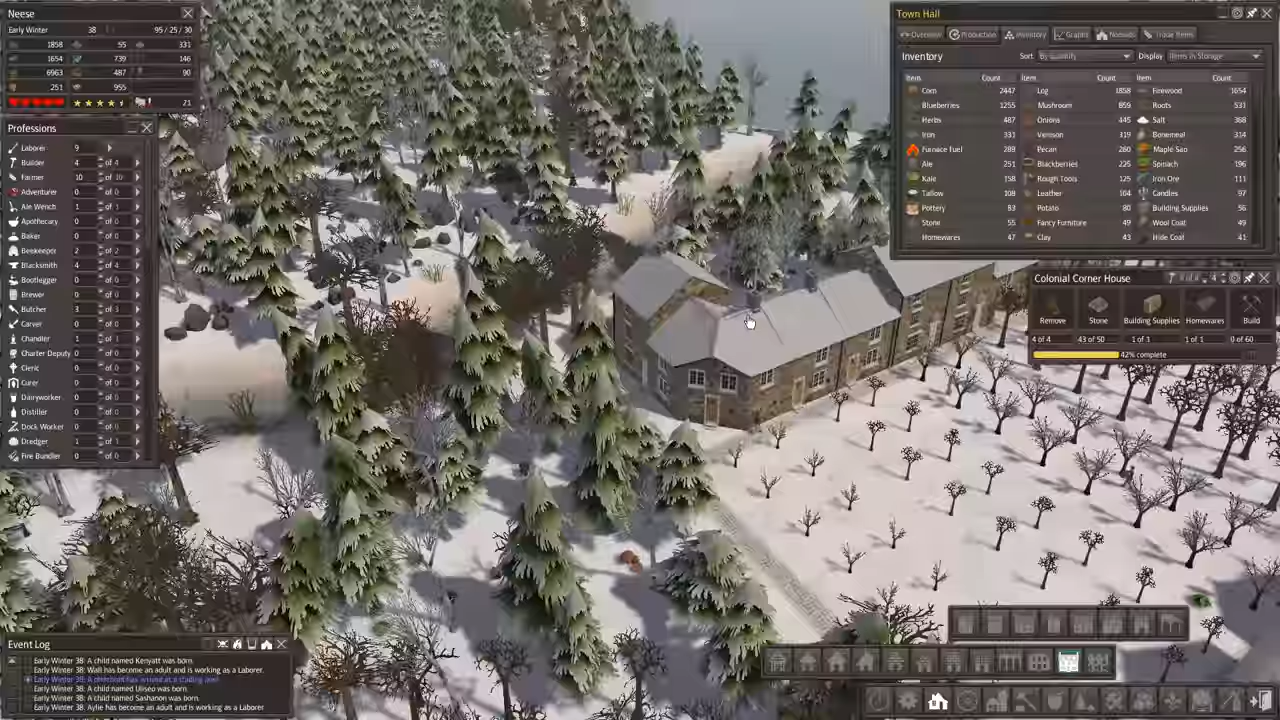 Neese
Early Winter 38 95 / 25 / 30
1858 55 331
1654 739 146
6963 487 90
251 955
21
Professions
Laborer 9
Builder 4 of 4
Farmer 10 of 10
Adventurer 0 of 0
Ale Wench 1 of 1
Apothecary 0 of 0
Baker 0 of 0
Beekeeper 2 of 2
Blacksmith 4 of 4
Bootlegger 0 of 0
Brewer 0 of 0
Butcher 3 of 3
Carver 0 of 0
Chandler 1 of 1
Charter Deputy 0 of 0
Cleric 0 of 0
Curer 0 of 0
Dairyworker 0 of 0
Distiller 0 of 0
Dock Worker 0 of 0
Dredger 1 of 1
Fire Bundler 0 of 0
Event Log
Early Winter 38: A child named Kenyatt was born.
Early Winter 38: Wall has become an adult and is working as a Laborer.
Early Winter 38: A merchant has arrived at a trading post.
Early Winter 38: A child named Uliseo was born.
Early Winter 38: A child named Sashanon was born.
Early Winter 38: Aylie has become an adult and is working as a Laborer
Town Hall
Overview Production Inventory Graphs Nomads Trade Items
Inventory Sort: By Quantity Display Items in Storage
Item Count Item Count Item Count
Corn 2447 Log 1858 Firewood 1654
Blueberries 1255 Mushroom 859 Roots 531
Herbs 487 Onions 445 Salt 368
Iron 331 Venison 319 Bonemeal 314
Furnace Fuel 289 Pecan 260 Maple Sap 256
Ale 251 Blackberries 225 Spinach 196
Kale 158 Rough Tools 125 Iron Ore 111
Tallow 108 Leather 104 Candles 97
Pottery 83 Potato 80 Building Supplies 56
Stone 55 Fancy Furniture 49 Wool Coat 49
Homewares 47 Clay 43 Hide Coat 41
Colonial Corner House
Remove Stone Building Supplies Homewares Build
4 of 4 43 of 50 1 of 3 1 of 1 0 of 60
42% complete